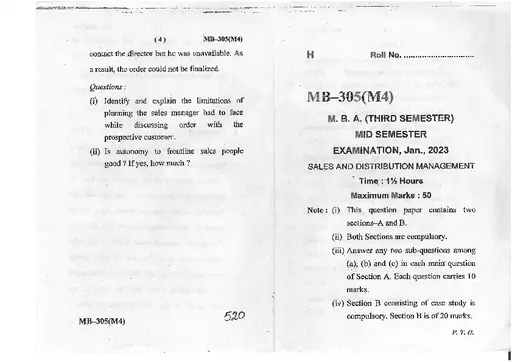 ( 4 ) MB–305(M4)
contact the director but he was unavailable. As
a result, the order could not be finalized.
Questions :
(i) Identify and explain the limitations of
planning the sales manager had to face
while discussing order with the
prospective customer.
(ii) Is autonomy to frontline sales people
good ? If yes, how much ?
MB–305(M4)
520
H Roll No. ..............................
MB–305(M4)
M. B. A. (THIRD SEMESTER)
MID SEMESTER
EXAMINATION, Jan., 2023
SALES AND DISTRIBUTION MANAGEMENT
Time : 1½ Hours
Maximum Marks : 50
Note : (i) This question paper contains two
sections–A and B.
(ii) Both Sections are compulsory.
(iii) Answer any two sub-questions among
(a), (b) and (c) in each main question
of Section A. Each question carries 10
marks.
(iv) Section B consisting of case study is
compulsory. Section B is of 20 marks.
P. T. O.